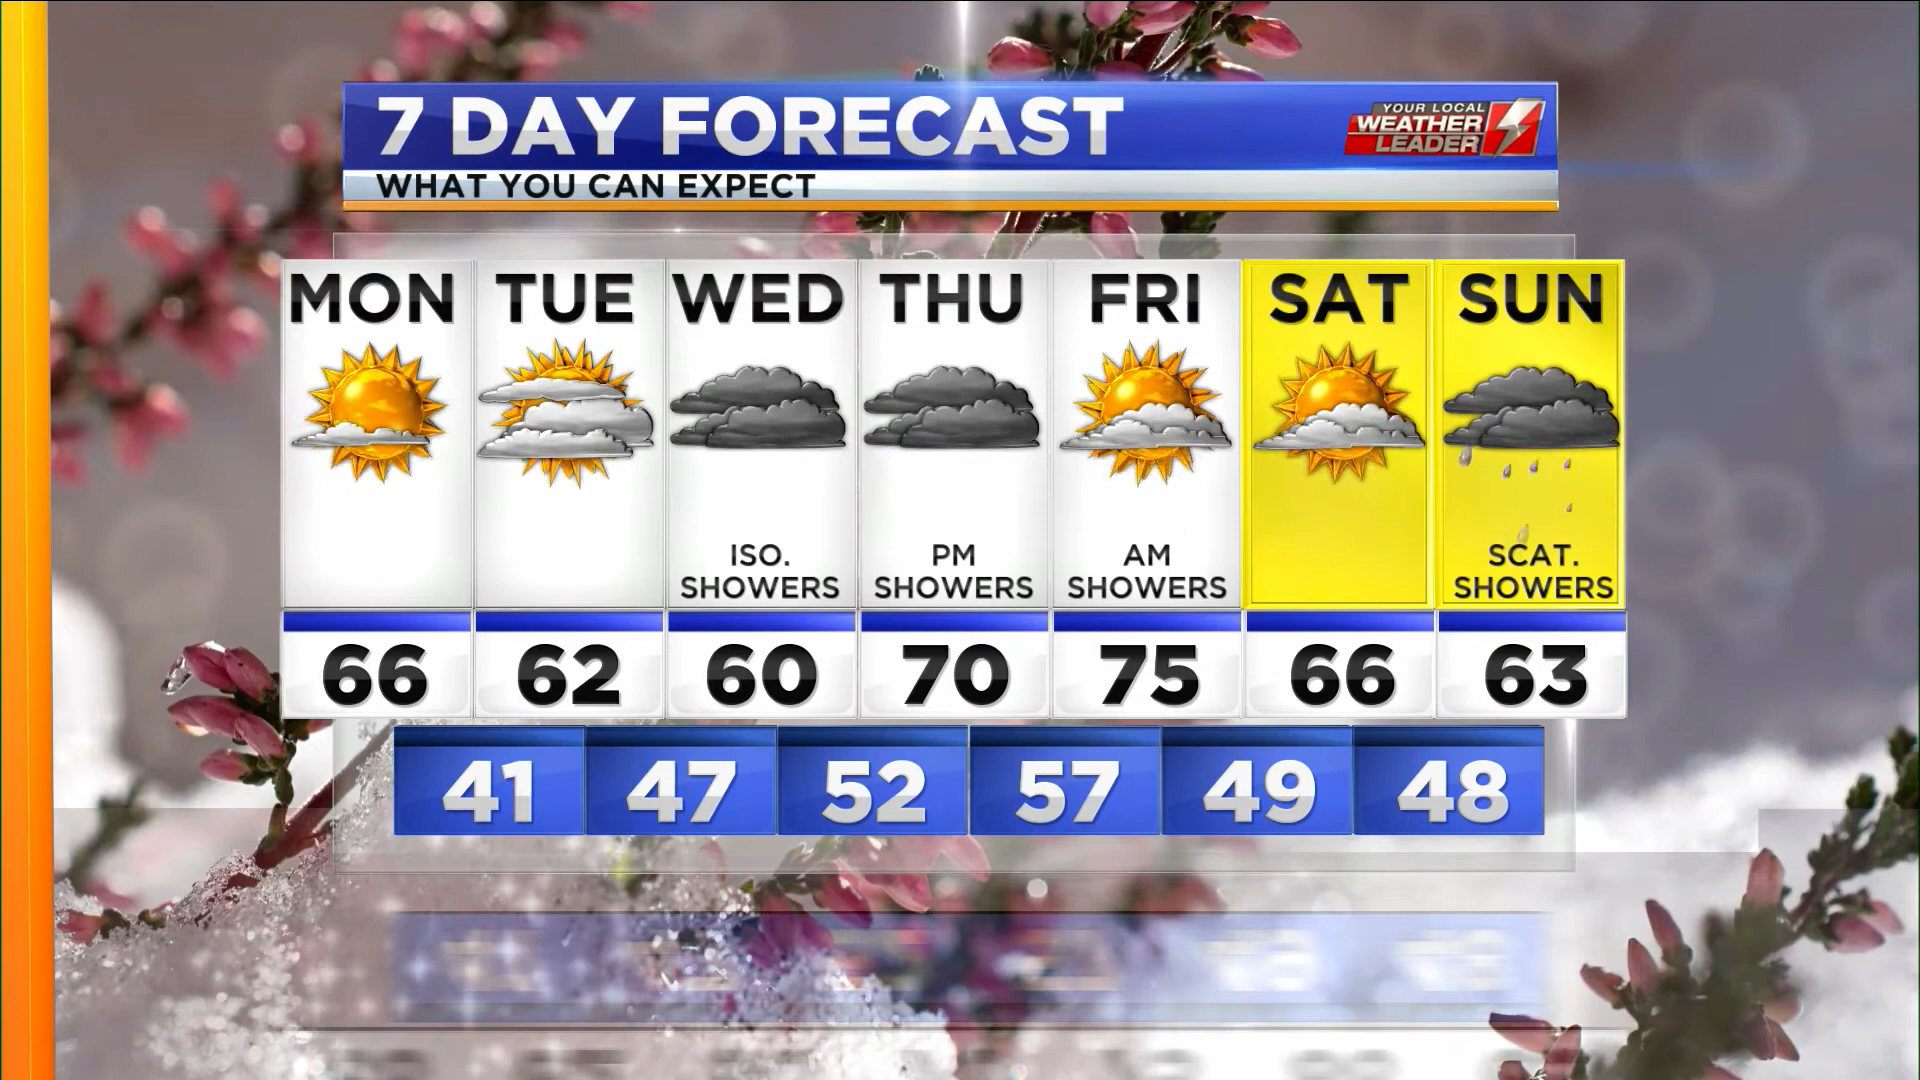 7 DAY FORECAST
YOUR LOCAL
WEATHER
LEADER
WHAT YOU CAN EXPECT
MON TUE WED THU FRI SAT SUN
ISO. SHOWERS
PM SHOWERS
AM SHOWERS
SCAT. SHOWERS
66 62 60 70 75 66 63
41 47 52 57 49 48